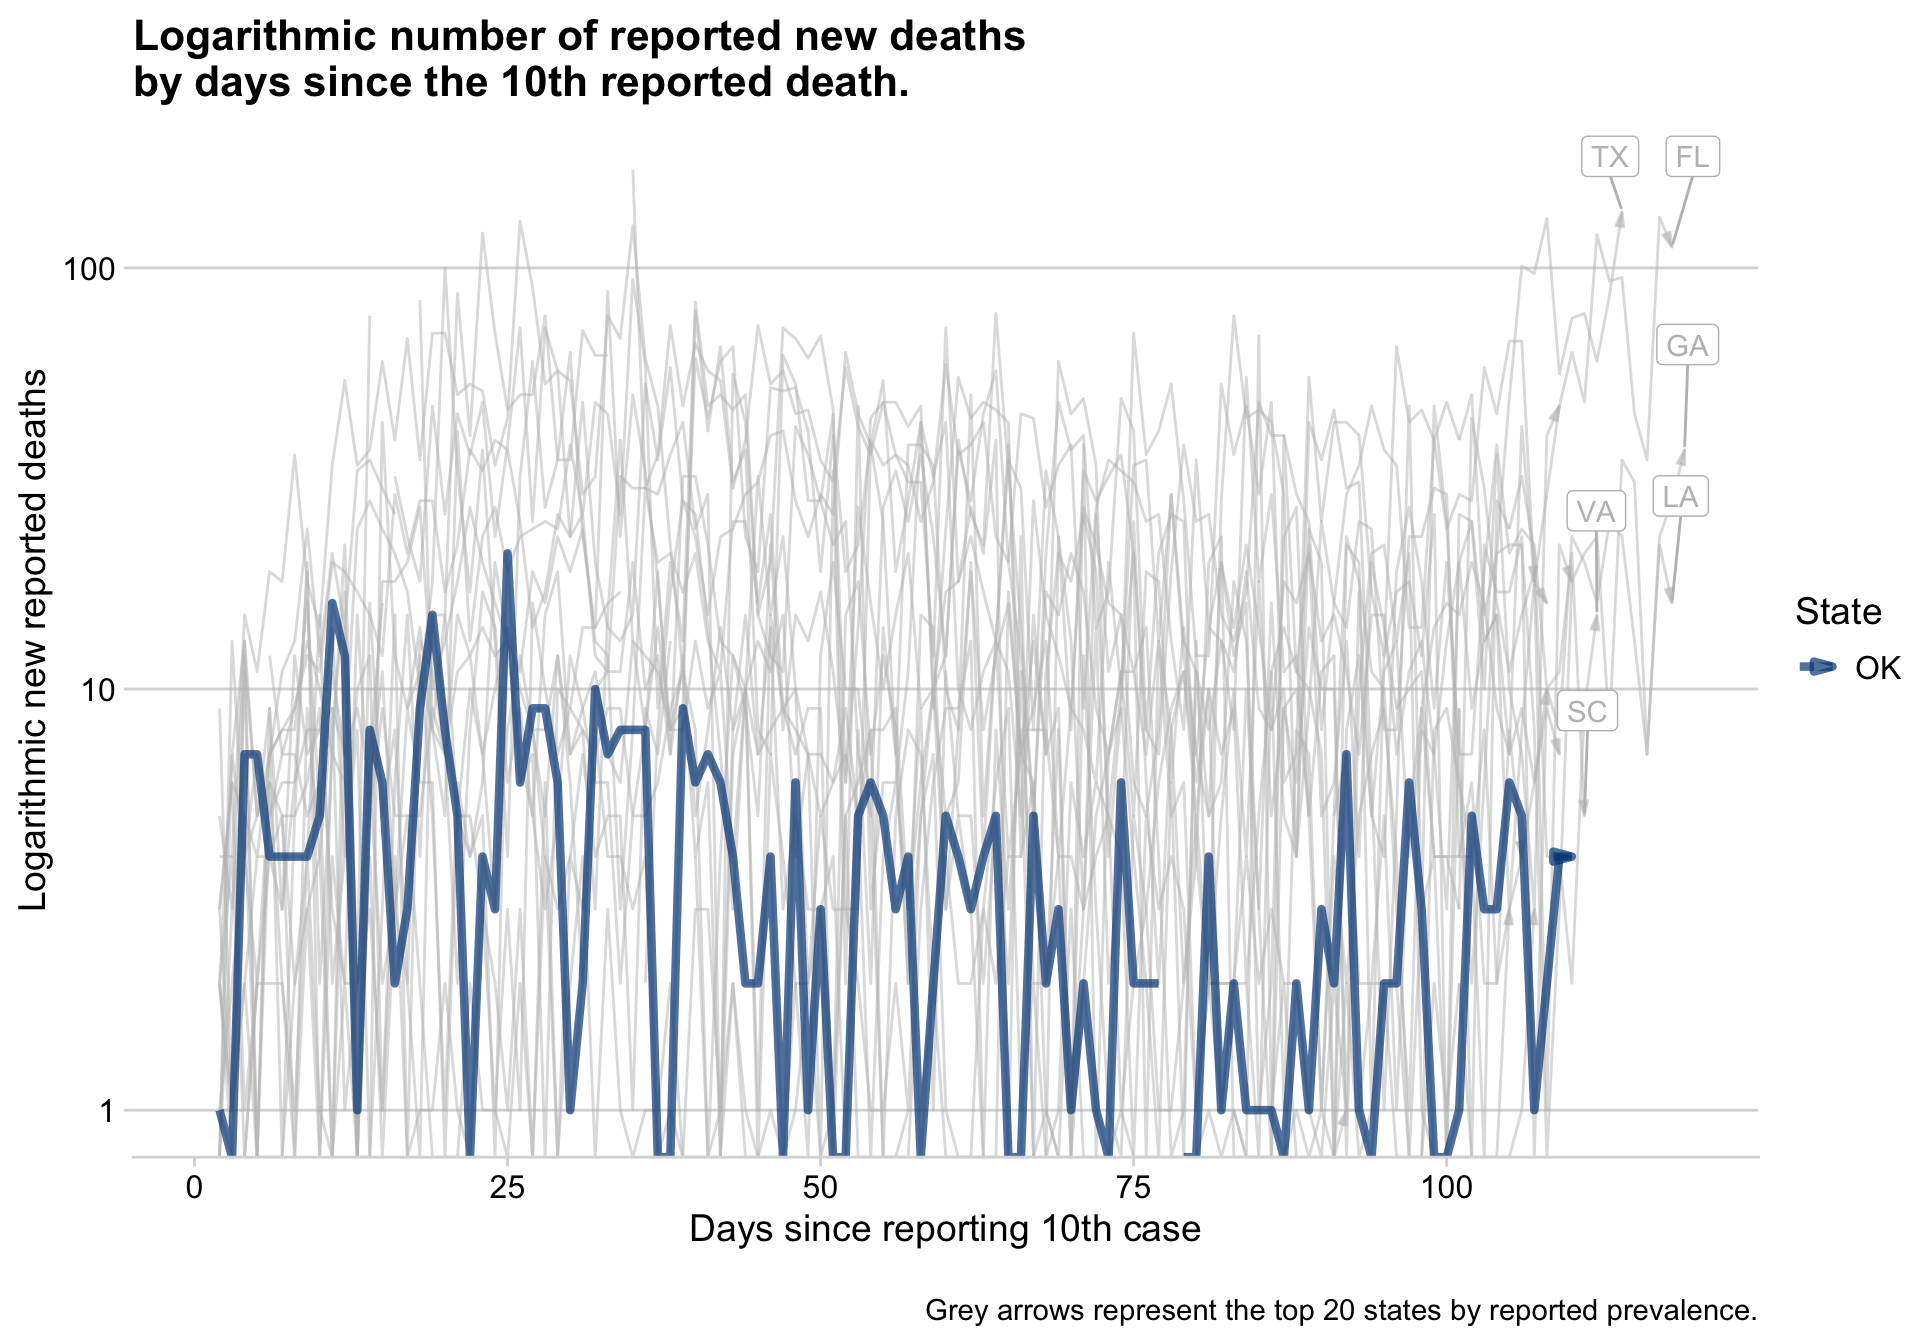 Logarithmic number of reported new deaths
by days since the 10th reported death.
TX
FL
100
GA
LA
VA
SC
10
1
Logarithmic new reported deaths
State
OK
0
25
50
75
100
Days since reporting 10th case
Grey arrows represent the top 20 states by reported prevalence.